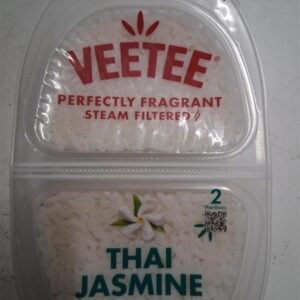 VEETEE®
PERFECTLY FRAGRANT
STEAM FILTERED
2
Portions
THAI
JASMINE